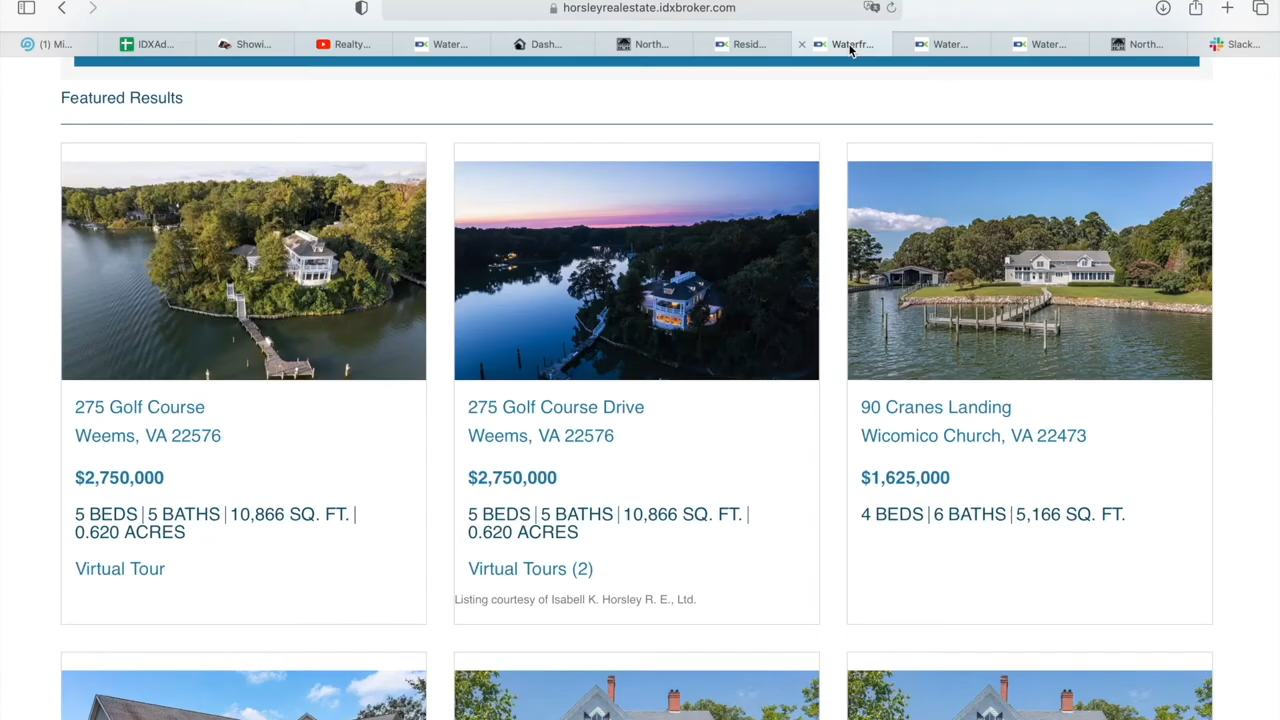 horsleyrealestate.idxbroker.com
(1) Mi...
IDXAd...
Showi...
Realty...
Water...
Dash...
North...
Resid...
Waterfr...
Water...
Water...
North...
Slack...
Featured Results
275 Golf Course
Weems, VA 22576
$2,750,000
5 BEDS|5 BATHS|10,866 SQ. FT.|
0.620 ACRES
Virtual Tour
275 Golf Course Drive
Weems, VA 22576
$2,750,000
5 BEDS|5 BATHS|10,866 SQ. FT.|
0.620 ACRES
Virtual Tours (2)
Listing courtesy of Isabell K. Horsley R. E., Ltd.
90 Cranes Landing
Wicomico Church, VA 22473
$1,625,000
4 BEDS|6 BATHS|5,166 SQ. FT.